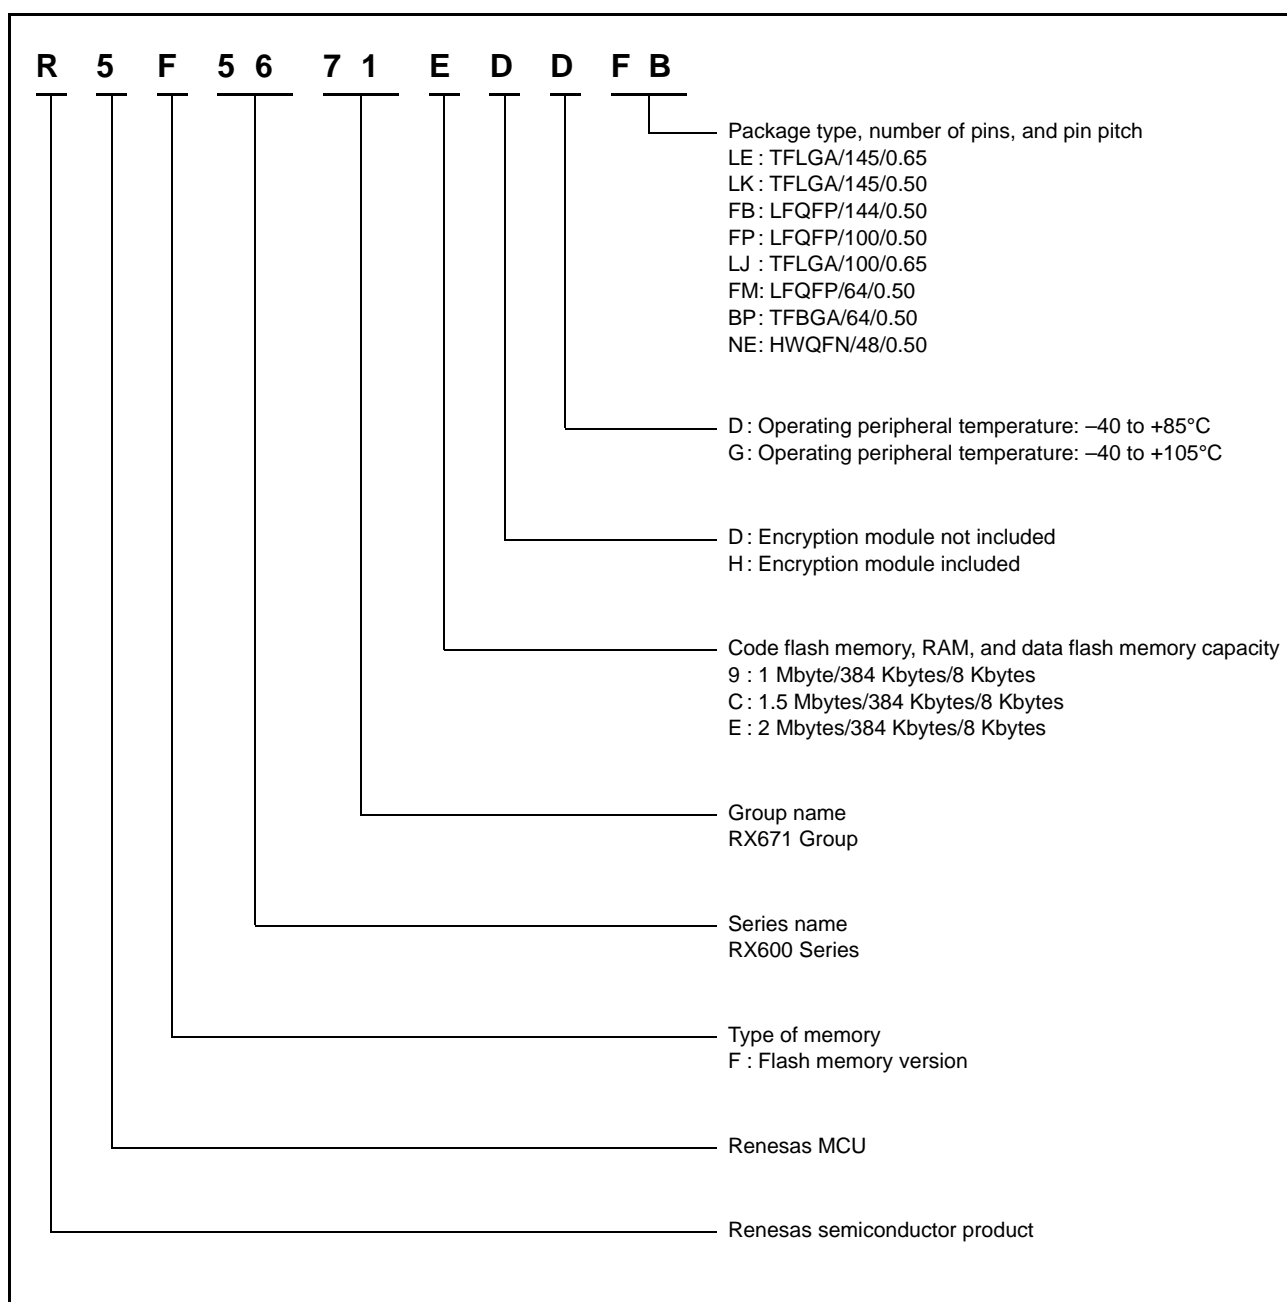 R 5 F 5 6 7 1 E D D F B
Package type, number of pins, and pin pitch
LE : TFLGA/145/0.65
LK : TFLGA/145/0.50
FB : LFQFP/144/0.50
FP : LFQFP/100/0.50
LJ : TFLGA/100/0.65
FM: LFQFP/64/0.50
BP: TFBGA/64/0.50
NE: HWQFN/48/0.50
D : Operating peripheral temperature: –40 to +85°C
G : Operating peripheral temperature: –40 to +105°C
D : Encryption module not included
H : Encryption module included
Code flash memory, RAM, and data flash memory capacity
9 : 1 Mbyte/384 Kbytes/8 Kbytes
C : 1.5 Mbytes/384 Kbytes/8 Kbytes
E : 2 Mbytes/384 Kbytes/8 Kbytes
Group name
RX671 Group
Series name
RX600 Series
Type of memory
F : Flash memory version
Renesas MCU
Renesas semiconductor product